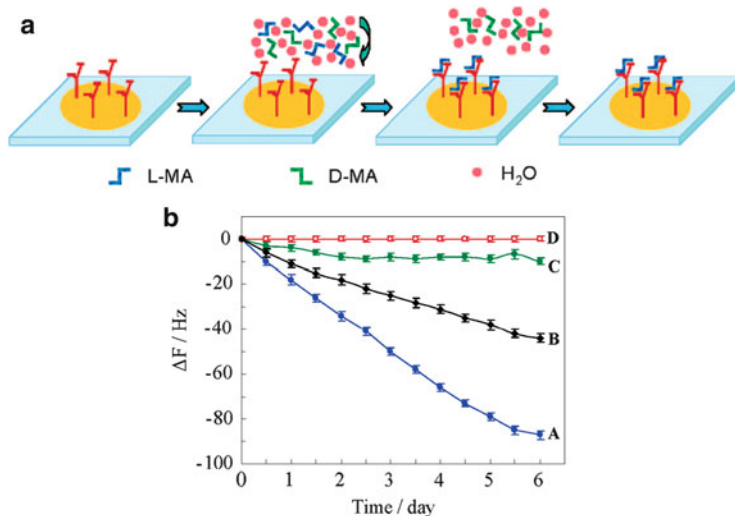 a
L-MA D-MA H₂O
b
ΔF / Hz
0
-20
-40
-60
-80
-100
D
C
B
A
0 1 2 3 4 5 6
Time / day